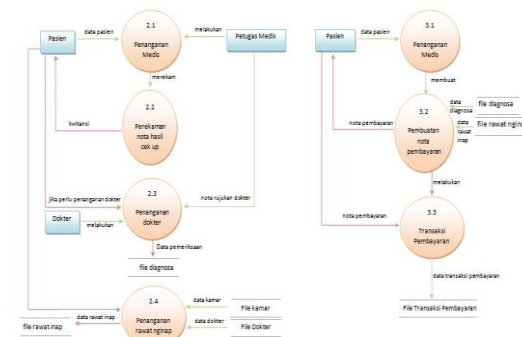 2.1
Penanganan
Medis
Pasien
data pasien
melakukan
Petugas Medis
merekam
2.2
Perekaman
nota hasil
cek up
kwitansi
2.3
Penanganan
dokter
jika perlu penanganan dokter
nota rujukan dokter
Dokter
melakukan
Data pemeriksaan
file diagnosa
2.4
Penanganan
rawat nginap
data kamar
File kamar
data dokter
File Dokter
data rawat inap
file rawat inap
3.1
Penanganan
Medis
Pasien
data pasien
membuat
3.2
Pembuatan
nota
pembayaran
data
diagnosa
file diagnosa
data
rawat
inap
nota pembayaran
melakukan
3.3
Transaksi
Pembayaran
nota pembayaran
data transaksi pembayaran
File Transaksi Pembayaran